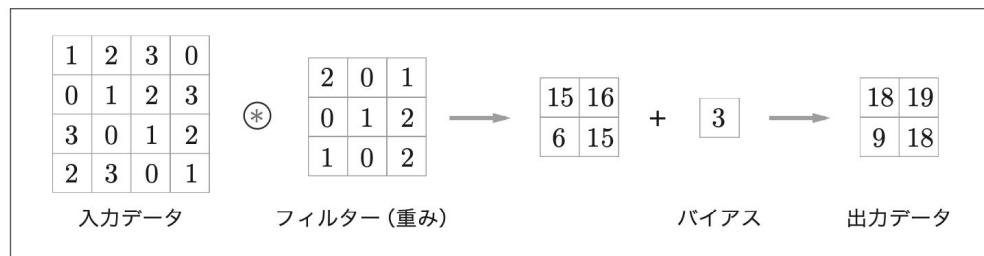 1 2 3 0
0 1 2 3
3 0 1 2
2 3 0 1
⊛
2 0 1
0 1 2
1 0 2
15 16
6 15
+
3
18 19
9 18
入力データ
フィルター（重み）
バイアス
出力データ